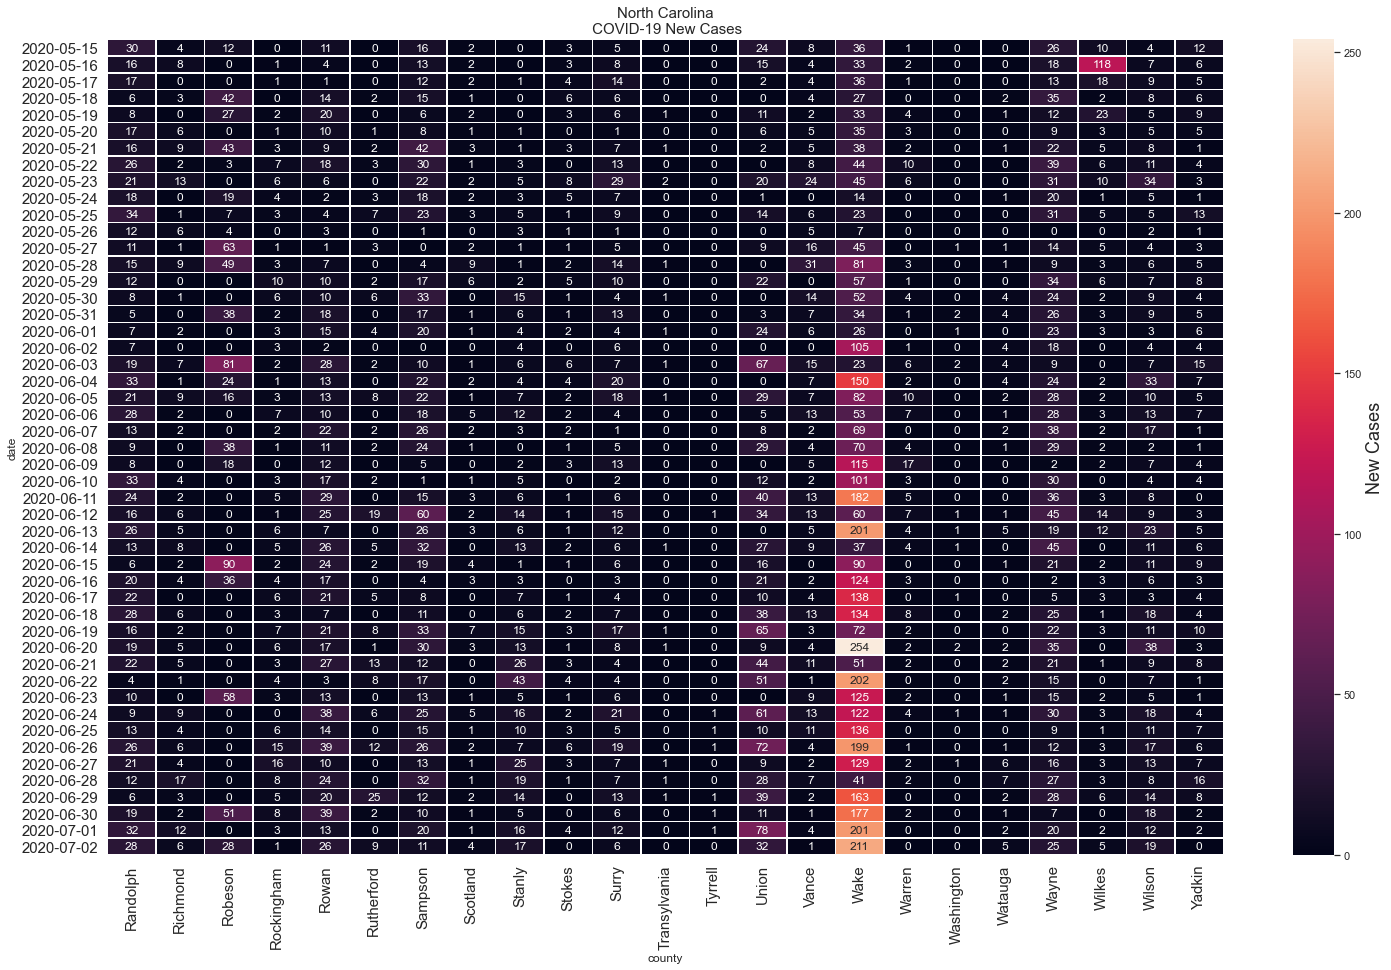 North Carolina
COVID-19 New Cases
2020-05-15 30 4 12 0 11 0 16 2 0 3 5 0 0 24 8 36 1 0 0 26 10 4 12
2020-05-16 16 8 0 1 4 0 13 2 0 3 8 0 0 15 4 33 2 0 0 18 118 7 6
2020-05-17 17 0 0 1 1 0 12 2 1 4 14 0 0 2 4 36 1 0 0 13 18 9 5
2020-05-18 6 3 42 0 14 2 15 1 0 6 6 0 0 0 4 27 0 0 2 35 2 8 6
2020-05-19 8 0 27 2 20 0 6 2 0 3 6 1 0 11 2 33 4 0 1 12 23 5 9
2020-05-20 17 6 0 1 10 1 8 1 1 0 1 0 0 6 5 35 3 0 0 9 3 5 5
2020-05-21 16 9 43 3 9 2 42 3 1 3 7 1 0 2 5 38 2 0 1 22 5 8 1
2020-05-22 26 2 3 7 18 3 30 1 3 0 13 0 0 0 8 44 10 0 0 39 6 11 4
2020-05-23 21 13 0 6 6 0 22 2 5 8 29 2 0 20 24 45 6 0 0 31 10 34 3
2020-05-24 18 0 19 4 2 3 18 2 3 5 7 0 0 1 0 14 0 0 1 20 1 5 1
2020-05-25 34 1 7 3 4 7 23 3 5 1 9 0 0 14 6 23 0 0 0 31 5 5 13
2020-05-26 12 6 4 0 3 0 1 0 3 1 1 0 0 0 5 7 0 0 0 0 0 2 1
2020-05-27 11 1 63 1 1 3 0 2 1 1 5 0 0 9 16 45 0 1 1 14 5 4 3
2020-05-28 15 9 49 3 7 0 4 9 1 2 14 1 0 0 31 81 3 0 1 9 3 6 5
2020-05-29 12 0 0 10 10 2 17 6 2 5 10 0 0 22 0 57 1 0 0 34 6 7 8
2020-05-30 8 1 0 6 10 6 33 0 15 1 4 1 0 0 14 52 4 0 4 24 2 9 4
2020-05-31 5 0 38 2 18 0 17 1 6 1 13 0 0 3 7 34 1 2 4 26 3 9 5
2020-06-01 7 2 0 0 15 4 20 1 4 2 4 1 0 24 6 26 0 1 0 23 3 3 6
2020-06-02 7 0 0 3 2 0 0 0 4 0 6 0 0 0 0 105 1 0 4 18 0 4 4
2020-06-03 19 7 81 2 28 2 10 1 6 6 7 1 0 67 15 23 6 2 4 9 0 7 15
2020-06-04 33 1 24 1 13 0 22 2 4 4 20 0 0 0 7 150 2 0 4 24 2 33 7
2020-06-05 21 9 16 3 13 8 22 1 7 2 18 1 0 29 7 82 10 0 2 28 2 10 5
2020-06-06 28 2 0 7 10 0 18 5 12 2 4 0 0 5 13 53 7 0 1 28 3 13 7
2020-06-07 13 2 0 2 22 2 26 2 3 2 1 0 0 8 2 69 0 0 2 38 2 17 1
2020-06-08 9 0 38 1 11 2 24 1 0 1 5 0 0 29 4 70 4 0 1 29 2 2 1
2020-06-09 8 0 18 0 12 0 5 0 2 3 13 0 0 0 5 115 17 0 0 2 2 7 4
2020-06-10 33 4 0 3 17 2 1 1 5 0 2 0 0 12 2 101 3 0 0 30 0 4 4
2020-06-11 24 2 0 5 29 0 15 3 6 1 6 0 0 40 13 182 5 0 0 36 3 8 0
2020-06-12 16 6 0 1 25 19 60 2 14 1 15 0 1 34 13 60 7 1 1 45 14 9 3
2020-06-13 26 5 0 6 7 0 26 3 6 1 12 0 0 0 5 201 4 1 5 19 12 23 5
2020-06-14 13 8 0 5 26 5 32 0 13 2 6 1 0 27 9 37 4 1 0 45 0 11 6
2020-06-15 6 2 90 2 24 2 19 4 1 1 6 0 0 16 0 90 0 0 1 21 2 11 9
2020-06-16 20 4 36 4 17 0 4 3 3 0 3 0 0 21 2 124 3 0 0 2 3 6 3
2020-06-17 22 0 0 6 21 5 8 0 7 1 4 0 0 10 4 138 0 1 0 5 3 3 4
2020-06-18 28 6 0 3 7 0 11 0 6 2 7 0 0 38 13 134 8 0 2 25 1 18 4
2020-06-19 16 2 0 7 21 8 33 7 15 3 17 1 0 65 3 72 2 0 0 22 3 11 10
2020-06-20 19 5 0 6 17 1 30 3 13 1 8 1 0 9 4 254 2 2 2 35 0 38 3
2020-06-21 22 5 0 3 27 13 12 0 26 3 4 0 0 44 11 51 2 0 2 21 1 9 8
2020-06-22 4 1 0 4 3 8 17 0 43 4 4 0 0 51 1 202 0 0 2 15 0 7 1
2020-06-23 10 0 58 3 13 0 13 1 5 1 6 0 0 0 9 125 2 0 1 15 2 5 1
2020-06-24 9 9 0 0 38 6 25 5 16 2 21 0 1 61 13 122 4 1 1 30 3 18 4
2020-06-25 13 4 0 6 14 0 15 1 10 3 5 0 1 10 11 136 0 0 0 9 1 11 7
2020-06-26 26 6 0 15 39 12 26 2 7 6 19 0 0 72 4 199 1 0 1 12 3 17 6
2020-06-27 21 4 0 16 10 0 13 1 25 3 7 1 0 9 2 129 2 1 6 16 3 13 7
2020-06-28 12 17 0 8 24 0 32 1 19 1 7 1 0 28 7 41 2 0 7 27 3 8 16
2020-06-29 6 3 0 5 20 25 12 2 14 0 13 1 1 39 2 163 0 0 2 28 6 14 8
2020-06-30 19 2 51 8 39 2 10 1 5 0 6 0 1 11 1 177 2 0 1 7 0 18 2
2020-07-01 32 12 0 3 13 0 20 1 16 4 12 0 1 78 4 201 0 0 2 20 2 12 2
2020-07-02 28 6 28 1 26 9 11 4 17 0 6 0 0 32 1 211 0 0 5 25 5 19 0
date
Randolph Richmond Robeson Rockingham Rowan Rutherford Sampson Scotland Stanly Stokes Surry Transylvania Tyrrell Union Vance Wake Warren Washington Watauga Wayne Wilkes Wilson Yadkin
county
250
200
150
100
50
0
New Cases